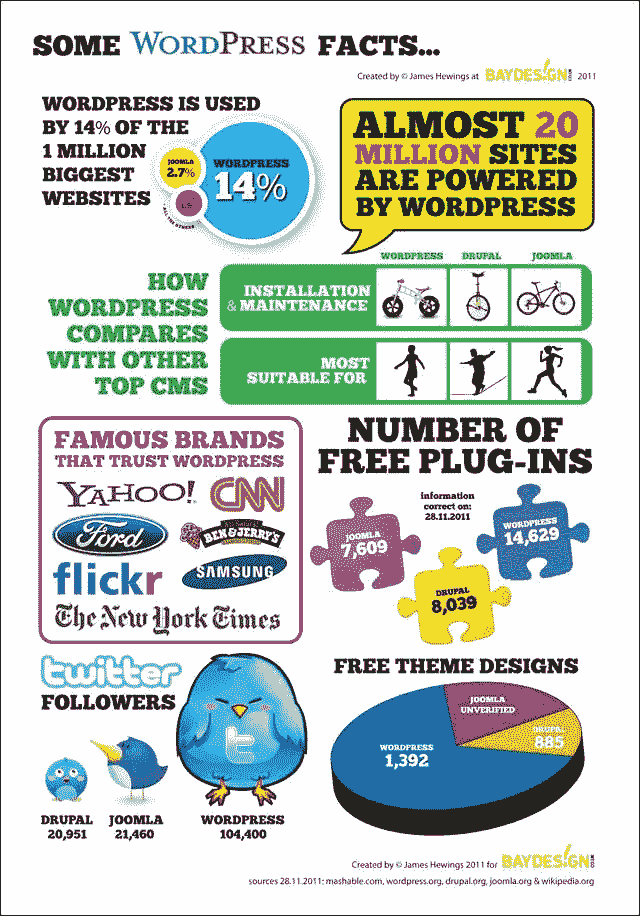 SOME WORDPRESS FACTS...
Created by © James Hewings at BAYDESIGN 2011
WORDPRESS IS USED
BY 14% OF THE
1 MILLION
BIGGEST
WEBSITES
JOOMLA
2.7%
WORDPRESS
14%
ALMOST 20
MILLION SITES
ARE POWERED
BY WORDPRESS
HOW
WORDPRESS
COMPARES
WITH OTHER
TOP CMS
WORDPRESS DRUPAL JOOMLA
INSTALLATION
& MAINTENANCE
MOST
SUITABLE FOR
FAMOUS BRANDS
THAT TRUST WORDPRESS
YAHOO! CNN
Ford BEN & JERRY'S
flickr SAMSUNG
The New York Times
NUMBER OF
FREE PLUG-INS
information
correct on:
28.11.2011
JOOMLA
7,609
WORDPRESS
14,629
DRUPAL
8,039
twitter
FOLLOWERS
t
DRUPAL
20,951
JOOMLA
21,460
WORDPRESS
104,400
FREE THEME DESIGNS
JOOMLA
UNVERIFIED
DRUPAL
885
WORDPRESS
1,392
Created by © James Hewings 2011 for BAYDESIGN
sources 28.11.2011: mashable.com, wordpress.org, drupal.org, joomla.org & wikipedia.org